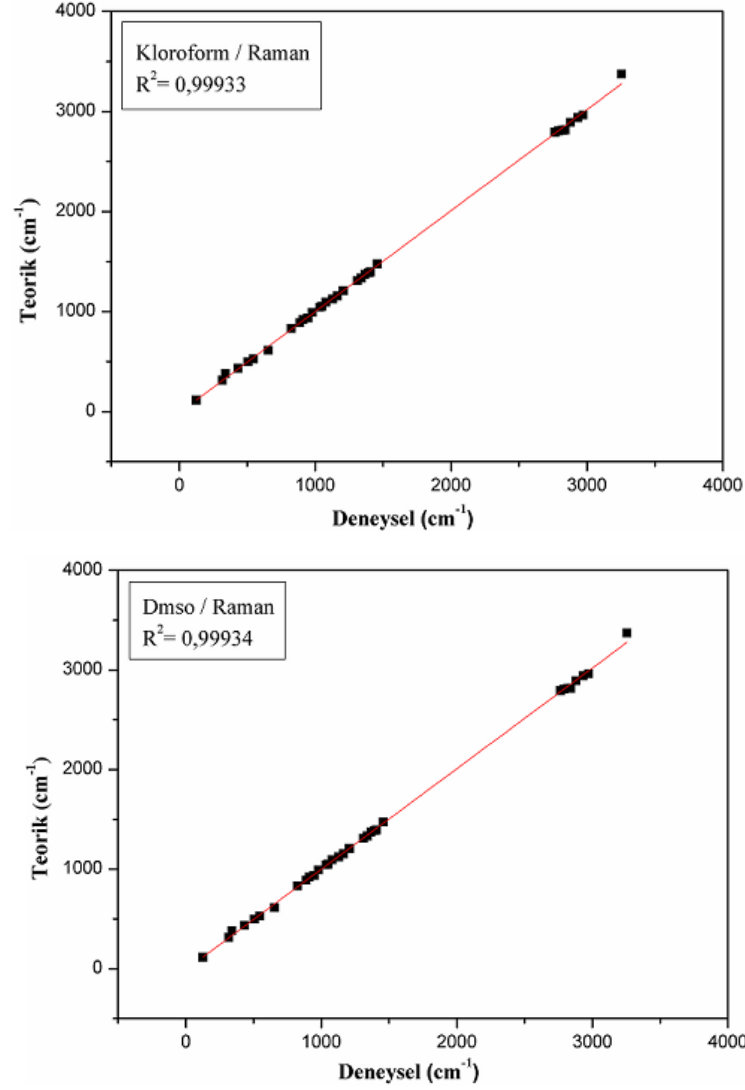 4000
Kloroform / Raman
R²= 0,99933
3000
2000
1000
0
Teorik (cm⁻¹)
0 1000 2000 3000 4000
Deneysel (cm⁻¹)
4000
Dmso / Raman
R²= 0,99934
3000
2000
1000
0
Teorik (cm⁻¹)
0 1000 2000 3000 4000
Deneysel (cm⁻¹)